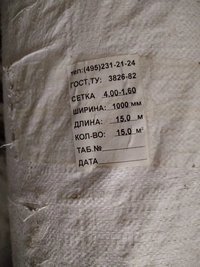 тел:(495)231-21-24
ГОСТ,ТУ: 3826-82
СЕТКА 4,00-1,60
ШИРИНА: 1000 мм
ДЛИНА: 15,0 м
КОЛ-ВО: 15,0 м²
ТАБ.№
ДАТА